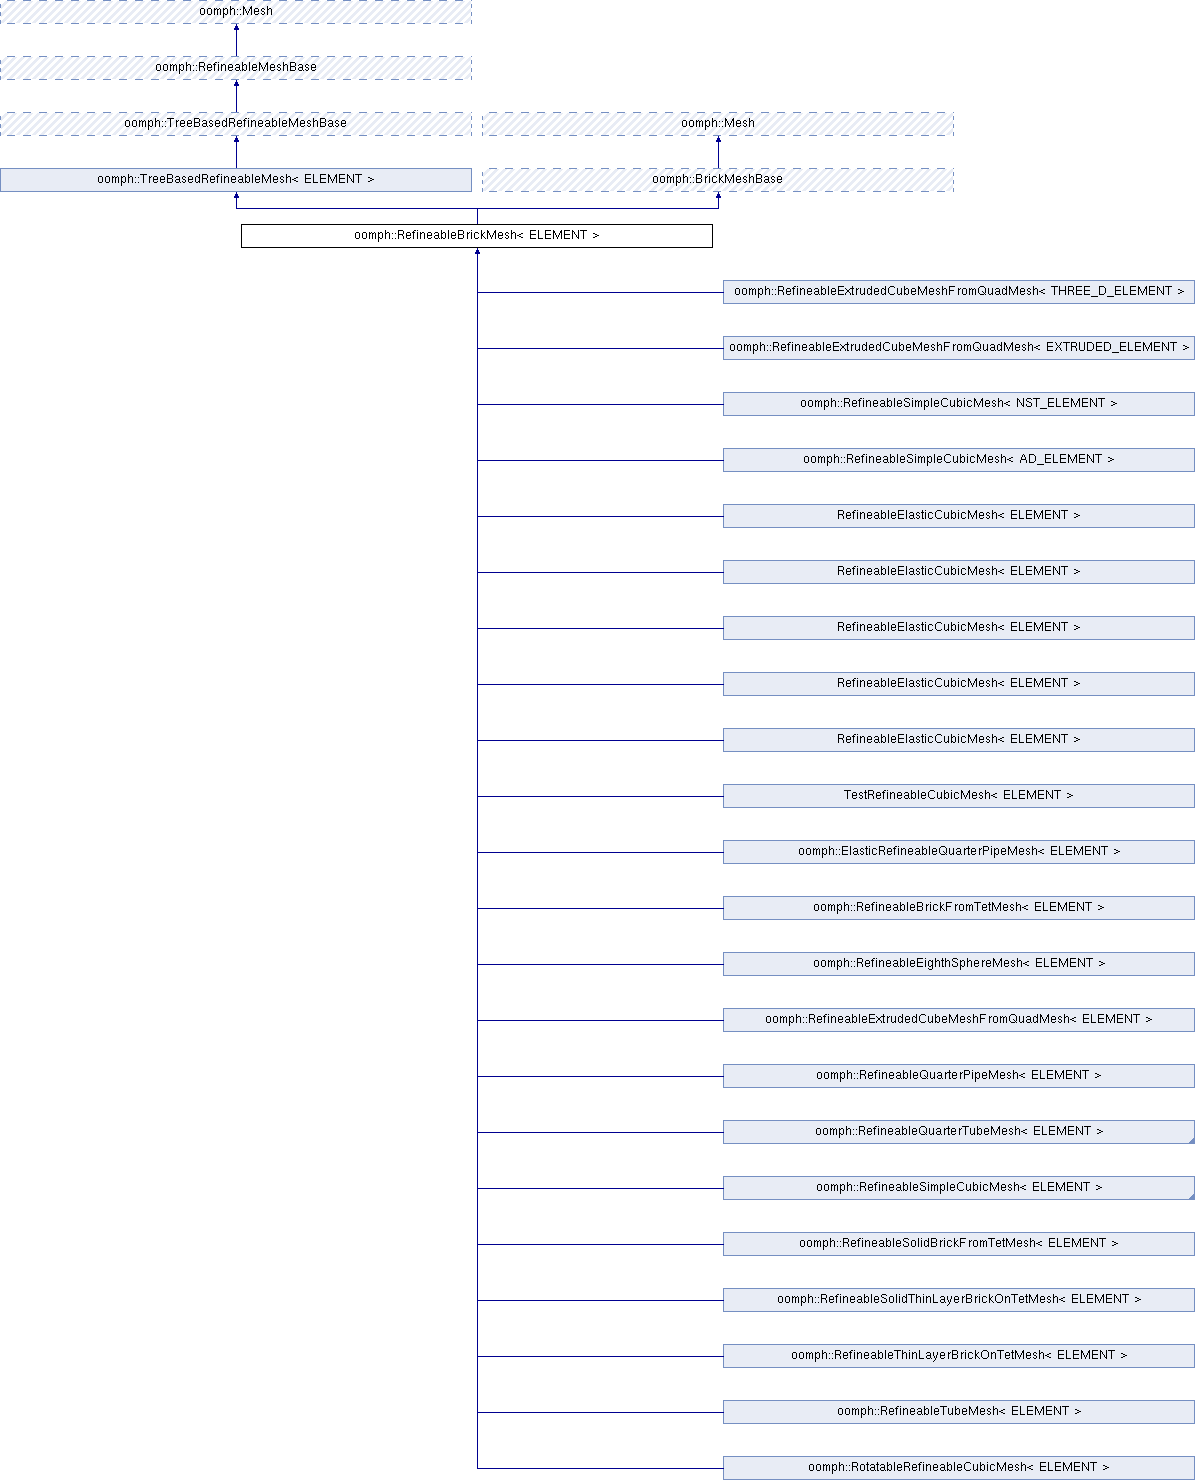 oomph::Mesh
oomph::RefineableMeshBase
oomph::TreeBasedRefineableMeshBase
oomph::Mesh
oomph::TreeBasedRefineableMesh< ELEMENT >
oomph::BrickMeshBase
oomph::RefineableBrickMesh< ELEMENT >
oomph::RefineableExtrudedCubeMeshFromQuadMesh< THREE_D_ELEMENT >
oomph::RefineableExtrudedCubeMeshFromQuadMesh< EXTRUDED_ELEMENT >
oomph::RefineableSimpleCubicMesh< NST_ELEMENT >
oomph::RefineableSimpleCubicMesh< AD_ELEMENT >
RefineableElasticCubicMesh< ELEMENT >
RefineableElasticCubicMesh< ELEMENT >
RefineableElasticCubicMesh< ELEMENT >
RefineableElasticCubicMesh< ELEMENT >
RefineableElasticCubicMesh< ELEMENT >
TestRefineableCubicMesh< ELEMENT >
oomph::ElasticRefineableQuarterPipeMesh< ELEMENT >
oomph::RefineableBrickFromTetMesh< ELEMENT >
oomph::RefineableEighthSphereMesh< ELEMENT >
oomph::RefineableExtrudedCubeMeshFromQuadMesh< ELEMENT >
oomph::RefineableQuarterPipeMesh< ELEMENT >
oomph::RefineableQuarterTubeMesh< ELEMENT >
oomph::RefineableSimpleCubicMesh< ELEMENT >
oomph::RefineableSolidBrickFromTetMesh< ELEMENT >
oomph::RefineableSolidThinLayerBrickOnTetMesh< ELEMENT >
oomph::RefineableThinLayerBrickOnTetMesh< ELEMENT >
oomph::RefineableTubeMesh< ELEMENT >
oomph::RotatableRefineableCubicMesh< ELEMENT >